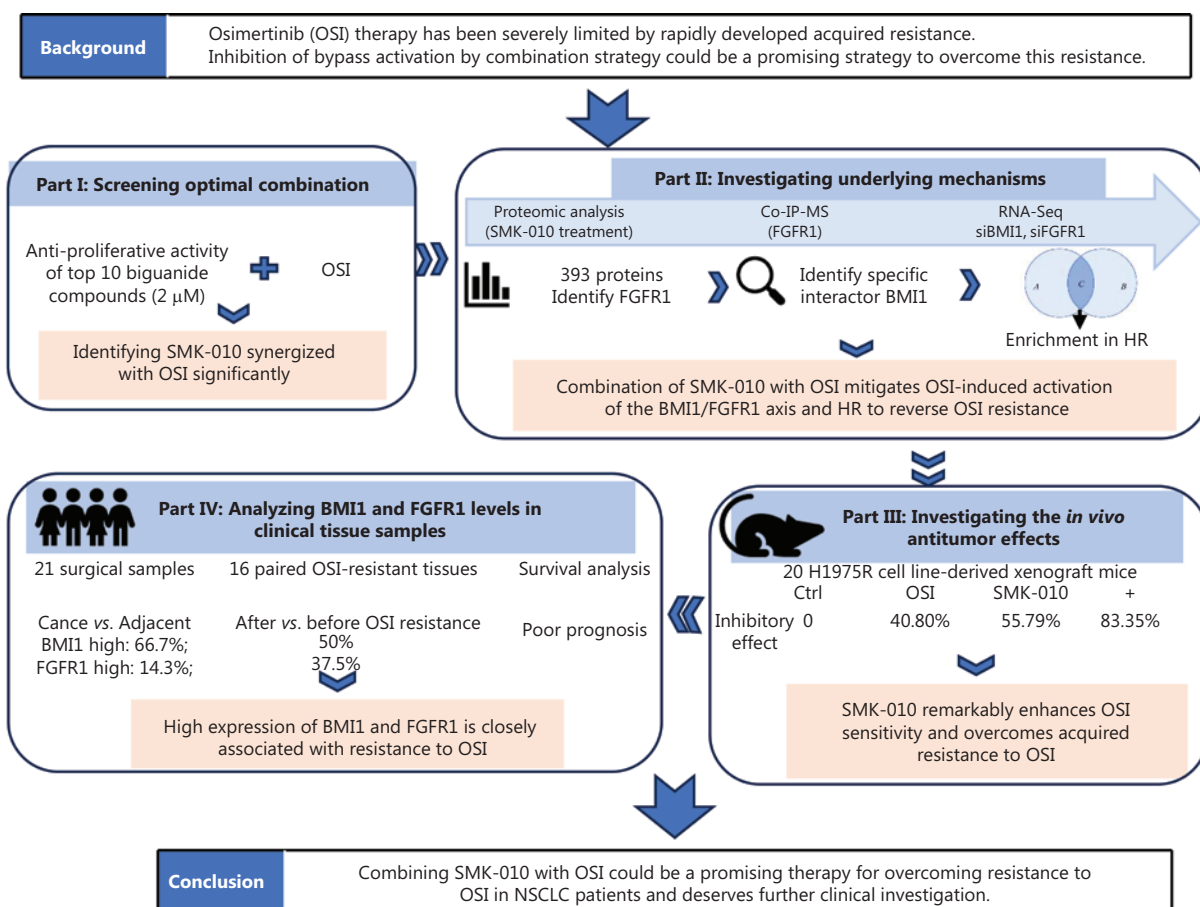 Background
Osimertinib (OSI) therapy has been severely limited by rapidly developed acquired resistance.
Inhibition of bypass activation by combination strategy could be a promising strategy to overcome this resistance.
Part I: Screening optimal combination
Anti-proliferative activity
of top 10 biguanide
compounds (2 μM)
OSI
Identifying SMK-010 synergized
with OSI significantly
Part II: Investigating underlying mechanisms
Proteomic analysis
(SMK-010 treatment)
Co-IP-MS
(FGFR1)
RNA-Seq
siBMI1, siFGFR1
393 proteins
Identify FGFR1
Identify specific
interactor BMI1
A
C
B
Enrichment in HR
Combination of SMK-010 with OSI mitigates OSI-induced activation
of the BMI1/FGFR1 axis and HR to reverse OSI resistance
Part III: Investigating the in vivo
antitumor effects
20 H1975R cell line-derived xenograft mice
Ctrl OSI SMK-010 +
Inhibitory 0 40.80% 55.79% 83.35%
effect
SMK-010 remarkably enhances OSI
sensitivity and overcomes acquired
resistance to OSI
Part IV: Analyzing BMI1 and FGFR1 levels in
clinical tissue samples
21 surgical samples
Cance vs. Adjacent
BMI1 high: 66.7%;
FGFR1 high: 14.3%;
16 paired OSI-resistant tissues
After vs. before OSI resistance
50%
37.5%
Survival analysis
Poor prognosis
High expression of BMI1 and FGFR1 is closely
associated with resistance to OSI
Conclusion
Combining SMK-010 with OSI could be a promising therapy for overcoming resistance to
OSI in NSCLC patients and deserves further clinical investigation.